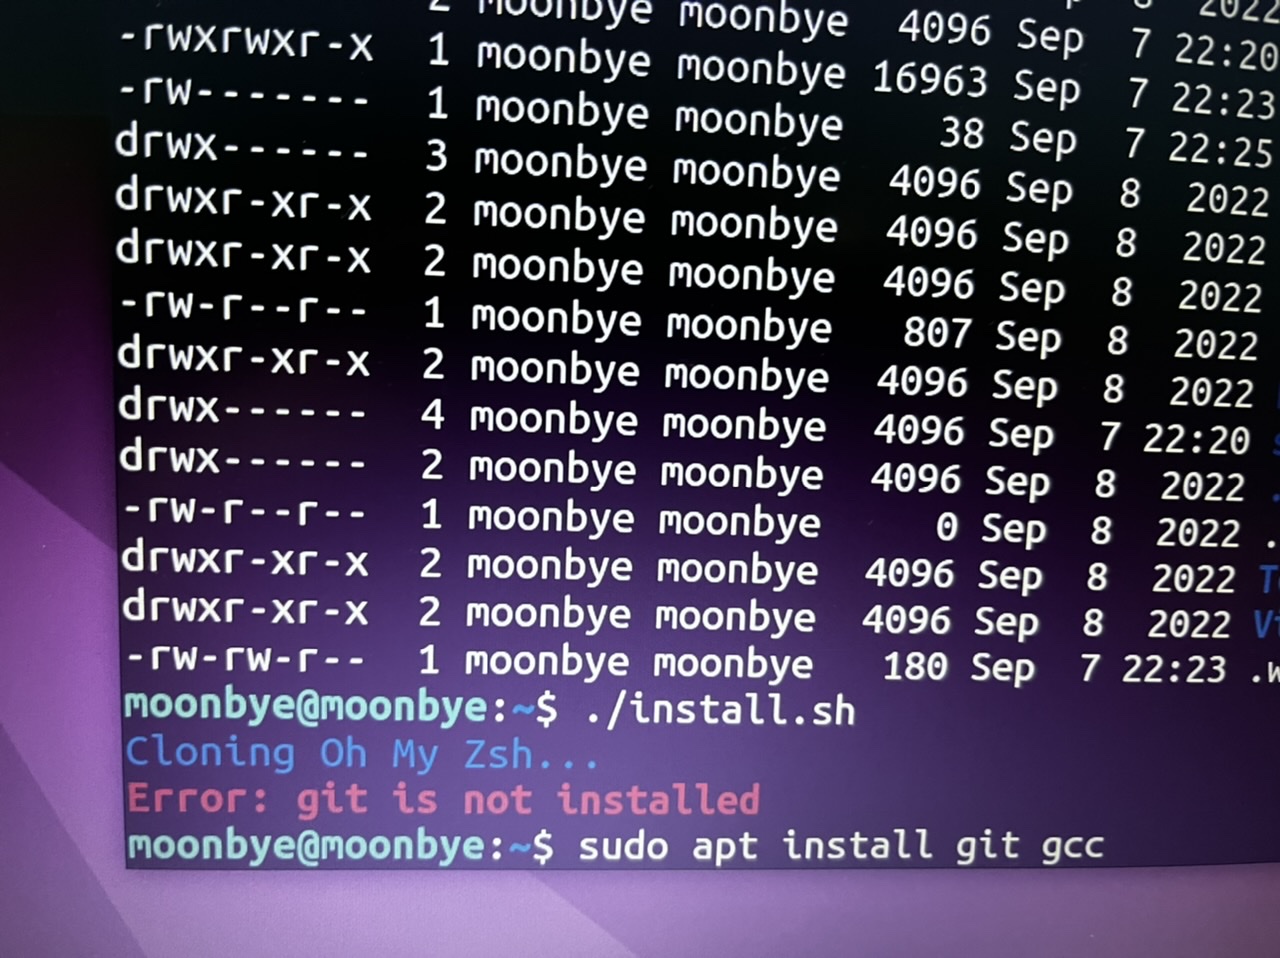 2 moonbye moonbye 4096 Sep 8 2022
-rwxrwxr-x 1 moonbye moonbye 4096 Sep 7 22:20
-rw------- 1 moonbye moonbye 16963 Sep 7 22:23
drwx------ 3 moonbye moonbye 38 Sep 7 22:25
drwxr-xr-x 2 moonbye moonbye 4096 Sep 8 2022
drwxr-xr-x 2 moonbye moonbye 4096 Sep 8 2022
-rw-r--r-- 1 moonbye moonbye 4096 Sep 8 2022
drwxr-xr-x 2 moonbye moonbye 807 Sep 8 2022
drwx------ 4 moonbye moonbye 4096 Sep 8 2022
drwx------ 2 moonbye moonbye 4096 Sep 7 22:20
-rw-r--r-- 1 moonbye moonbye 4096 Sep 8 2022
drwxr-xr-x 2 moonbye moonbye 0 Sep 8 2022 .
drwxr-xr-x 2 moonbye moonbye 4096 Sep 8 2022 T
-rw-rw-r-- 1 moonbye moonbye 4096 Sep 8 2022 Vi
180 Sep 7 22:23 .w
moonbye@moonbye:~$ ./install.sh
Cloning Oh My Zsh...
Error: git is not installed
moonbye@moonbye:~$ sudo apt install git gcc